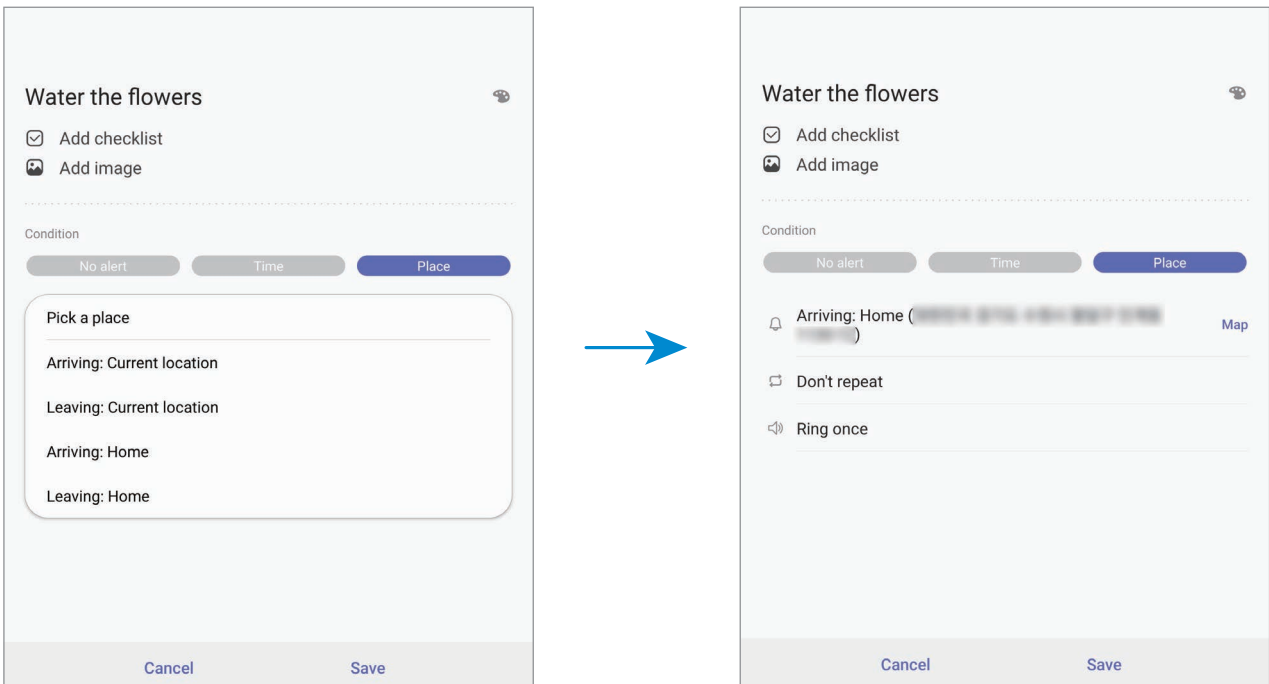 Water the flowers
Add checklist
Add image
Condition
No alert Time Place
Pick a place
Arriving: Current location
Leaving: Current location
Arriving: Home
Leaving: Home
Cancel Save
Water the flowers
Add checklist
Add image
Condition
No alert Time Place
Arriving: Home (
)
Map
Don't repeat
Ring once
Cancel Save